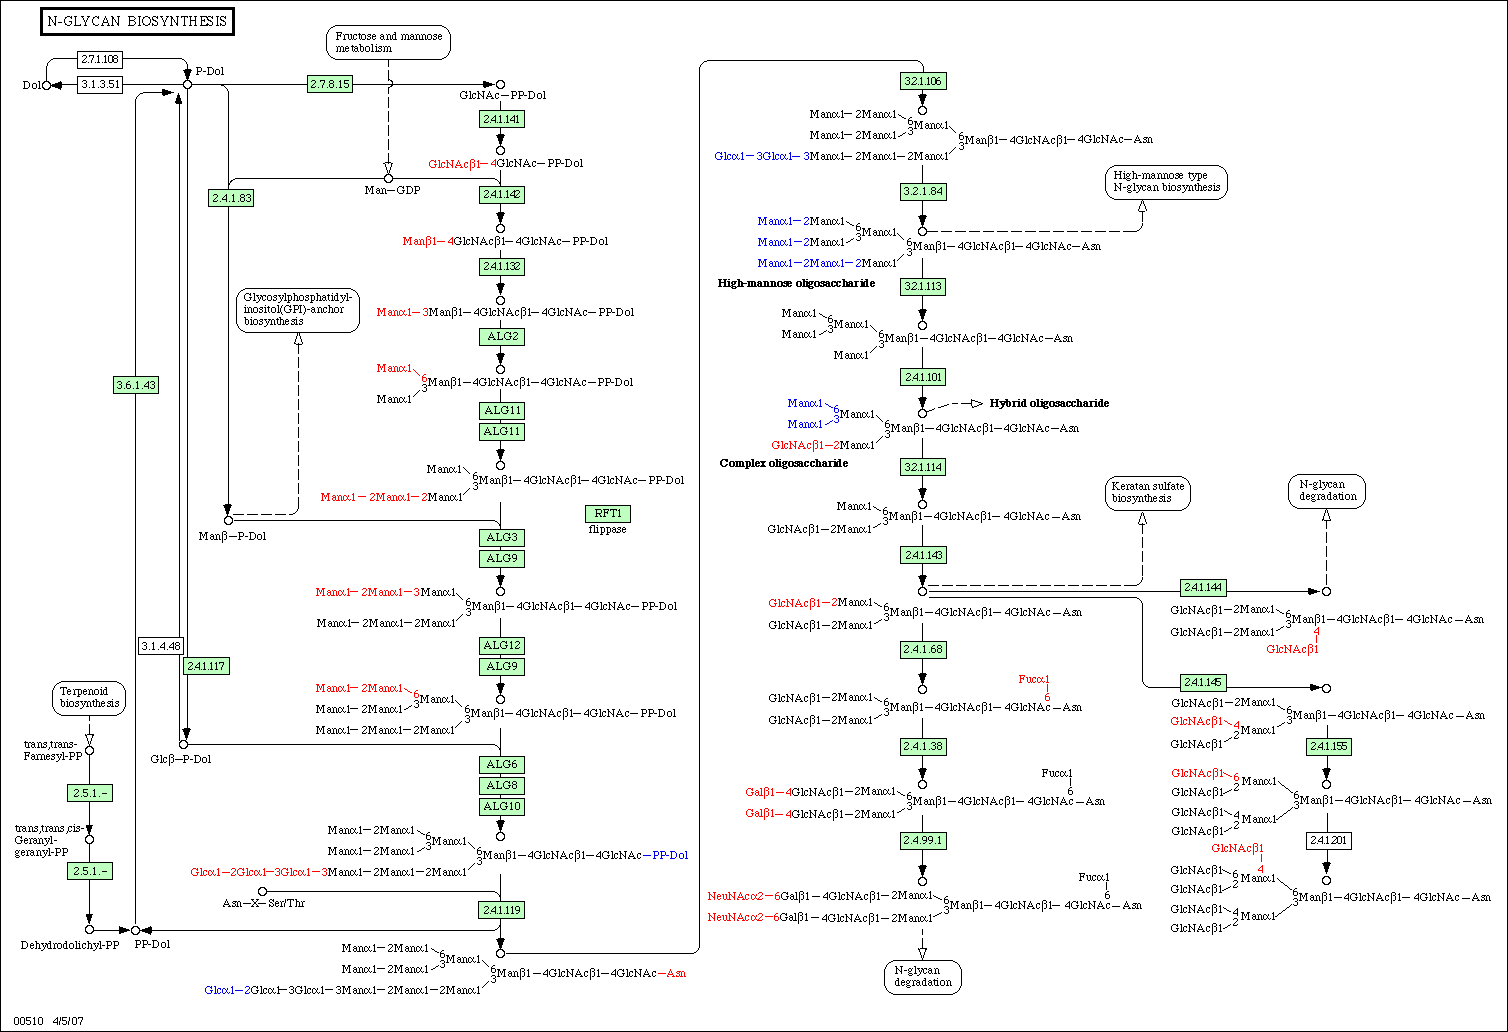 N-GLYCAN BIOSYNTHESIS
Fructose and mannose
metabolism
2.7.1.108
P-Dol
Dol
3.1.3.51
2.7.8.15
GlcNAc—PP-Dol
2.4.1.141
GlcNAcβ1—4GlcNAc—PP-Dol
Man—GDP
2.4.1.83
2.4.1.142
Manβ1—4GlcNAcβ1—4GlcNAc—PP-Dol
2.4.1.132
Glycosylphosphatidyl-
inositol(GPI)-anchor
biosynthesis
Manα1—3Manβ1—4GlcNAcβ1—4GlcNAc—PP-Dol
ALG2
Manα1
6
3
Manβ1—4GlcNAcβ1—4GlcNAc—PP-Dol
Manα1
3.6.1.43
ALG11
ALG11
Manα1
6
3
Manβ1—4GlcNAcβ1—4GlcNAc—PP-Dol
Manα1—2Manα1—2Manα1
RFT1
flippase
Manβ—P-Dol
ALG3
ALG9
Manα1—2Manα1—3Manα1
6
3
Manβ1—4GlcNAcβ1—4GlcNAc—PP-Dol
Manα1—2Manα1—2Manα1
3.1.4.48
2.4.1.117
ALG12
ALG9
Manα1—2Manα1
6
3
Manα1
Manα1—2Manα1
6
3
Manβ1—4GlcNAcβ1—4GlcNAc—PP-Dol
Manα1—2Manα1—2Manα1
Terpenoid
biosynthesis
trans,trans-
Farnesyl-PP
Glcβ—P-Dol
2.5.1.–
ALG6
ALG8
ALG10
trans,trans,cis-
Geranyl-
geranyl-PP
2.5.1.–
Manα1—2Manα1
6
3
Manα1
Manα1—2Manα1
6
3
Manβ1—4GlcNAcβ1—4GlcNAc—PP-Dol
Glcα1—2Glcα1—3Glcα1—3Manα1—2Manα1—2Manα1
Asn—X—Ser/Thr
2.4.1.119
Dehydrodolichyl-PP
PP-Dol
Manα1—2Manα1
6
3
Manα1
Manα1—2Manα1
6
3
Manβ1—4GlcNAcβ1—4GlcNAc—Asn
Glcα1—2Glcα1—3Glcα1—3Manα1—2Manα1—2Manα1
3.2.1.106
Manα1—2Manα1
6
3
Manα1
Manα1—2Manα1
6
3
Manβ1—4GlcNAcβ1—4GlcNAc—Asn
Glcα1—3Glcα1—3Manα1—2Manα1—2Manα1
3.2.1.84
High-mannose type
N-glycan biosynthesis
Manα1—2Manα1
6
3
Manα1
Manα1—2Manα1
6
3
Manβ1—4GlcNAcβ1—4GlcNAc—Asn
Manα1—2Manα1—2Manα1
High-mannose oligosaccharide
3.2.1.113
Manα1
6
3
Manα1
Manα1
6
3
Manβ1—4GlcNAcβ1—4GlcNAc—Asn
Manα1
2.4.1.101
Hybrid oligosaccharide
Manα1
6
3
Manα1
Manα1
6
3
Manβ1—4GlcNAcβ1—4GlcNAc—Asn
GlcNAcβ1—2Manα1
Complex oligosaccharide
3.2.1.114
Manα1
6
3
Manβ1—4GlcNAcβ1—4GlcNAc—Asn
GlcNAcβ1—2Manα1
Keratan sulfate
biosynthesis
N-glycan
degradation
2.4.1.143
GlcNAcβ1—2Manα1
6
3
Manβ1—4GlcNAcβ1—4GlcNAc—Asn
GlcNAcβ1—2Manα1
2.4.1.144
GlcNAcβ1—2Manα1
6
3
Manβ1—4GlcNAcβ1—4GlcNAc—Asn
GlcNAcβ1—2Manα1
4
GlcNAcβ1
2.4.1.68
Fucα1
6
GlcNAcβ1—2Manα1
6
3
Manβ1—4GlcNAcβ1—4GlcNAc—Asn
GlcNAcβ1—2Manα1
2.4.1.145
GlcNAcβ1—2Manα1
6
3
Manβ1—4GlcNAcβ1—4GlcNAc—Asn
GlcNAcβ1
4
2
Manα1
GlcNAcβ1
2.4.1.38
Fucα1
6
Galβ1—4GlcNAcβ1—2Manα1
6
3
Manβ1—4GlcNAcβ1—4GlcNAc—Asn
Galβ1—4GlcNAcβ1—2Manα1
2.4.1.155
GlcNAcβ1
6
2
Manα1
GlcNAcβ1
6
3
Manβ1—4GlcNAcβ1—4GlcNAc—Asn
GlcNAcβ1
4
2
Manα1
GlcNAcβ1
2.4.99.1
Fucα1
6
NeuNAcα2—6Galβ1—4GlcNAcβ1—2Manα1
6
3
Manβ1—4GlcNAcβ1—4GlcNAc—Asn
NeuNAcα2—6Galβ1—4GlcNAcβ1—2Manα1
N-glycan
degradation
2.4.1.201
GlcNAcβ1
4
GlcNAcβ1
6
2
Manα1
GlcNAcβ1
6
3
Manβ1—4GlcNAcβ1—4GlcNAc—Asn
GlcNAcβ1
4
2
Manα1
GlcNAcβ1
00510 4/5/07